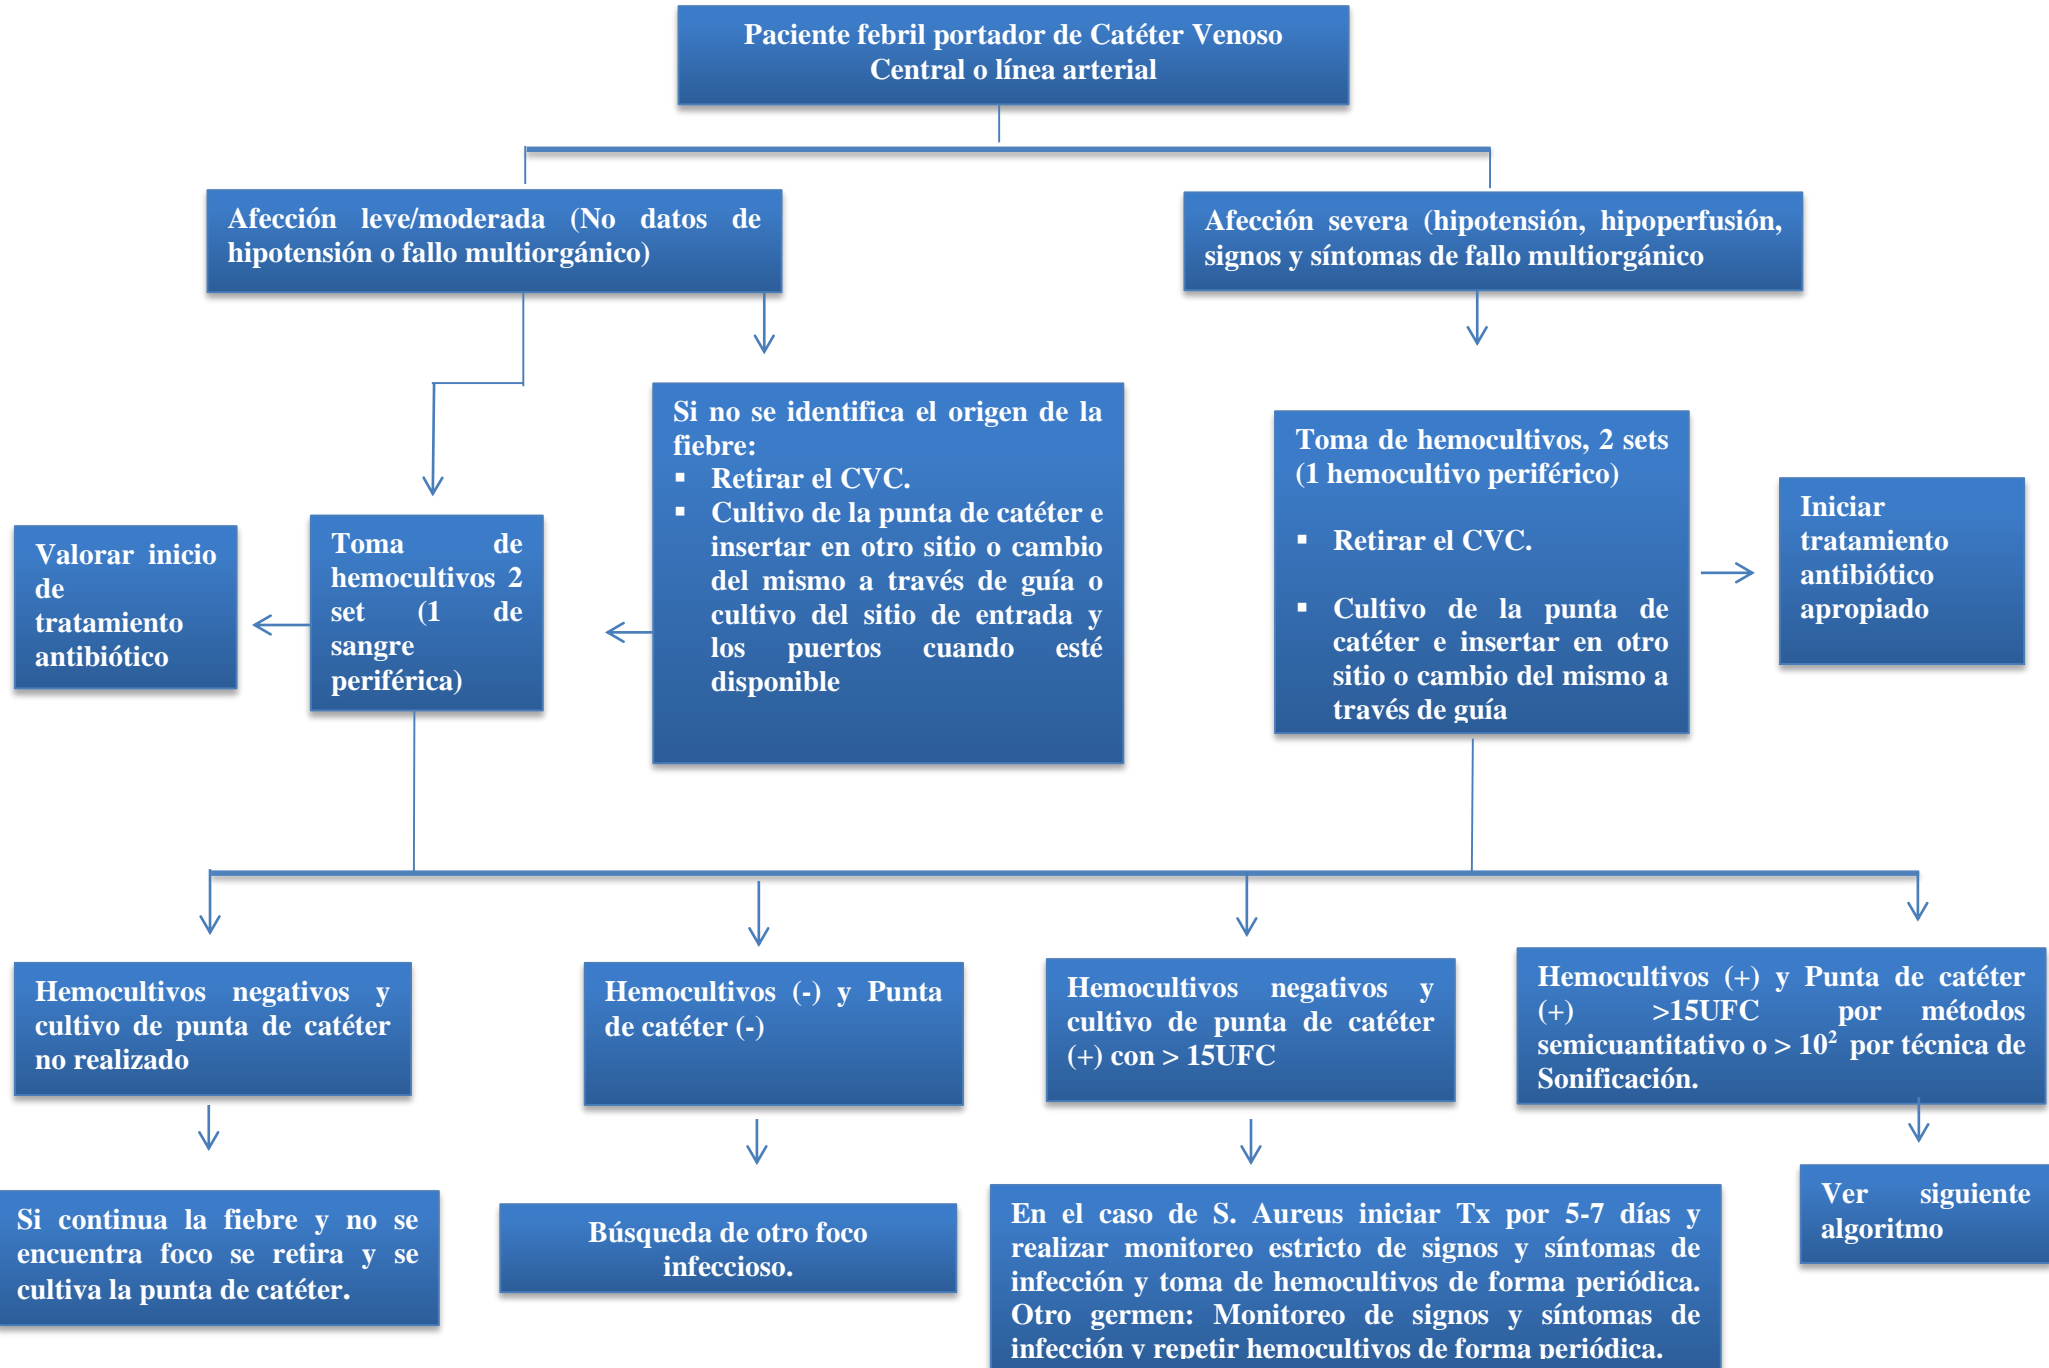 Paciente febril portador de Catéter Venoso
Central o línea arterial
Afección leve/moderada (No datos de
hipotensión o fallo multiorgánico)
Afección severa (hipotensión, hipoperfusión,
signos y síntomas de fallo multiorgánico
Valorar inicio
de
tratamiento
antibiótico
Toma de
hemocultivos 2
set (1 de
sangre
periférica)
Si no se identifica el origen de la
fiebre:
▪ Retirar el CVC.
▪ Cultivo de la punta de catéter e
insertar en otro sitio o cambio
del mismo a través de guía o
cultivo del sitio de entrada y
los puertos cuando esté
disponible
Toma de hemocultivos, 2 sets
(1 hemocultivo periférico)
▪ Retirar el CVC.
▪ Cultivo de la punta de
catéter e insertar en otro
sitio o cambio del mismo a
través de guía
Iniciar
tratamiento
antibiótico
apropiado
Hemocultivos negativos y
cultivo de punta de catéter
no realizado
Hemocultivos (-) y Punta
de catéter (-)
Hemocultivos negativos y
cultivo de punta de catéter
(+) con > 15UFC
Hemocultivos (+) y Punta de catéter
(+) >15UFC por métodos
semicuantitativo o > 10² por técnica de
Sonificación.
Si continua la fiebre y no se
encuentra foco se retira y se
cultiva la punta de catéter.
Búsqueda de otro foco
infeccioso.
En el caso de S. Aureus iniciar Tx por 5-7 días y
realizar monitoreo estricto de signos y síntomas de
infección y toma de hemocultivos de forma periódica.
Otro germen: Monitoreo de signos y síntomas de
infección y repetir hemocultivos de forma periódica.
Ver siguiente
algoritmo